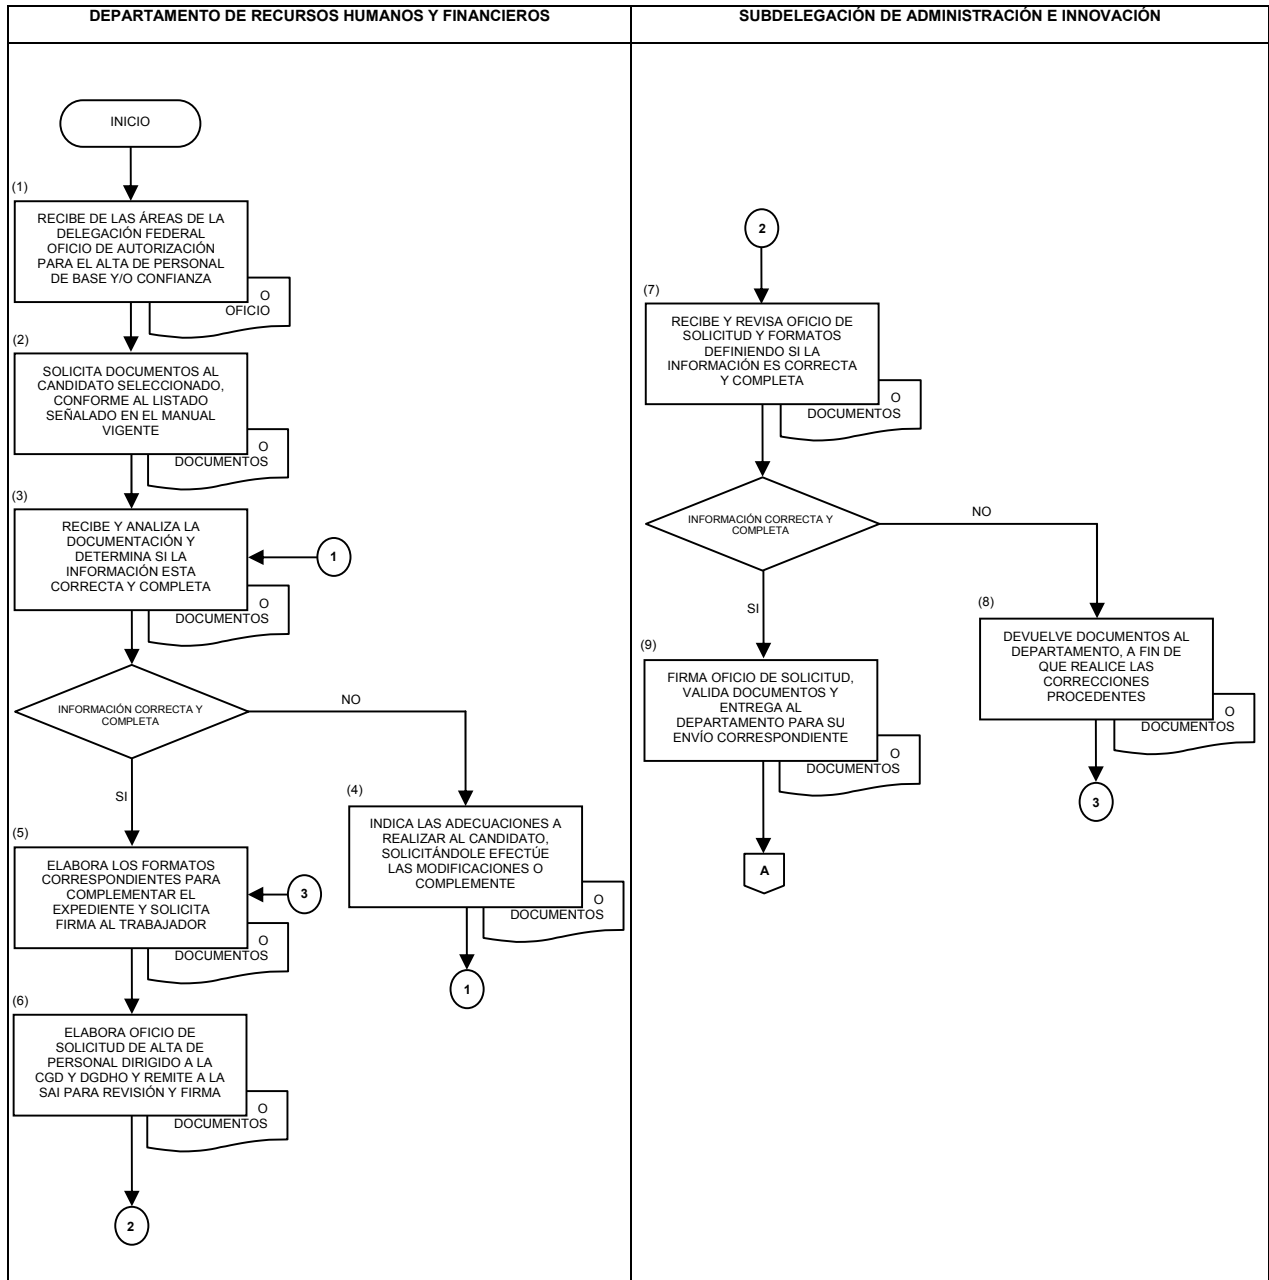 DEPARTAMENTO DE RECURSOS HUMANOS Y FINANCIEROS
SUBDELEGACIÓN DE ADMINISTRACIÓN E INNOVACIÓN
INICIO
(1)
RECIBE DE LAS ÁREAS DE LA
DELEGACIÓN FEDERAL
OFICIO DE AUTORIZACIÓN
PARA EL ALTA DE PERSONAL
DE BASE Y/O CONFIANZA
O
OFICIO
(2)
SOLICITA DOCUMENTOS AL
CANDIDATO SELECCIONADO,
CONFORME AL LISTADO
SEÑALADO EN EL MANUAL
VIGENTE
O
DOCUMENTOS
(3)
RECIBE Y ANALIZA LA
DOCUMENTACIÓN Y
DETERMINA SI LA
INFORMACIÓN ESTA
CORRECTA Y COMPLETA
1
O
DOCUMENTOS
INFORMACIÓN CORRECTA Y
COMPLETA
NO
SI
(4)
INDICA LAS ADECUACIONES A
REALIZAR AL CANDIDATO,
SOLICITÁNDOLE EFECTÚE
LAS MODIFICACIONES O
COMPLEMENTE
O
DOCUMENTOS
1
(5)
ELABORA LOS FORMATOS
CORRESPONDIENTES PARA
COMPLEMENTAR EL
EXPEDIENTE Y SOLICITA
FIRMA AL TRABAJADOR
3
O
DOCUMENTOS
(6)
ELABORA OFICIO DE
SOLICITUD DE ALTA DE
PERSONAL DIRIGIDO A LA
CGD Y DGDHO Y REMITE A LA
SAI PARA REVISIÓN Y FIRMA
O
DOCUMENTOS
2
2
(7)
RECIBE Y REVISA OFICIO DE
SOLICITUD Y FORMATOS
DEFINIENDO SI LA
INFORMACIÓN ES CORRECTA
Y COMPLETA
O
DOCUMENTOS
INFORMACIÓN CORRECTA Y
COMPLETA
NO
SI
(8)
DEVUELVE DOCUMENTOS AL
DEPARTAMENTO, A FIN DE
QUE REALICE LAS
CORRECCIONES
PROCEDENTES
O
DOCUMENTOS
3
(9)
FIRMA OFICIO DE SOLICITUD,
VALIDA DOCUMENTOS Y
ENTREGA AL
DEPARTAMENTO PARA SU
ENVÍO CORRESPONDIENTE
O
DOCUMENTOS
A